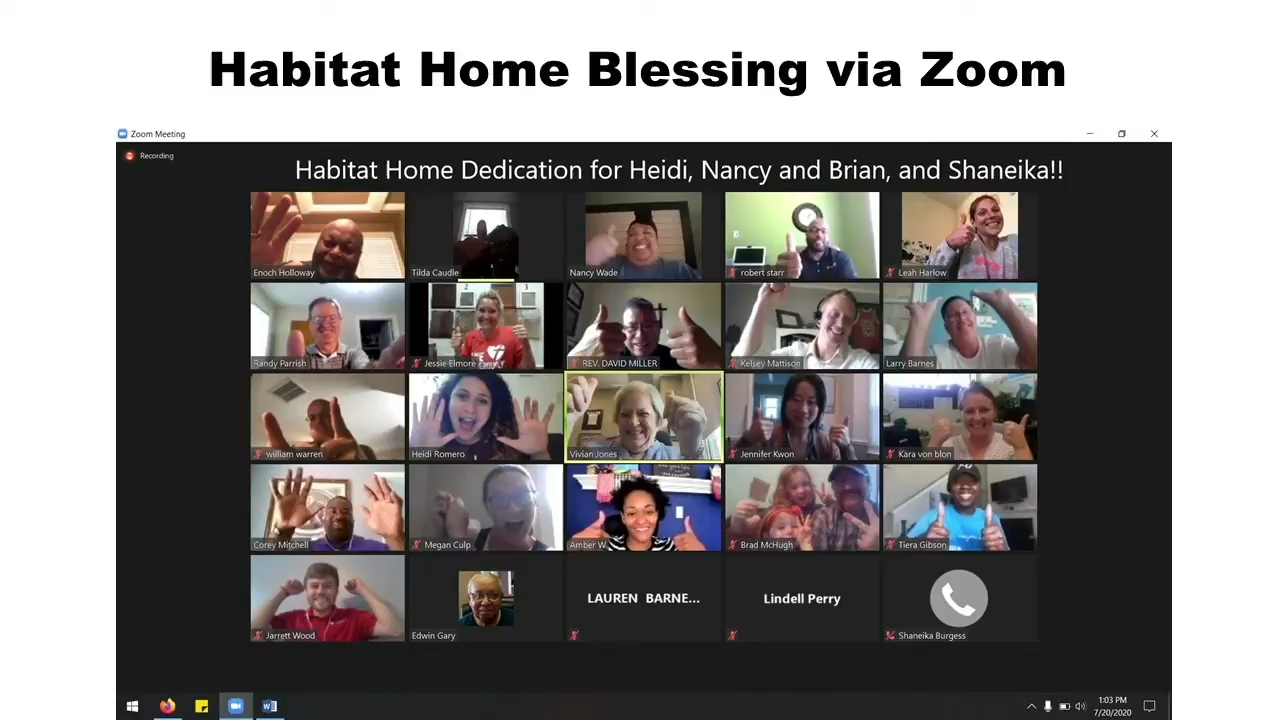 Habitat Home Blessing via Zoom
Zoom Meeting
Recording
Habitat Home Dedication for Heidi, Nancy and Brian, and Shaneika!!
Enoch Holloway
Tilda Caudle
Nancy Wade
robert starr
Leah Harlow
Randy Parrish
Jessie Elmore
REV. DAVID MILLER
Kelsey Mattison
Larry Barnes
william warren
Heidi Romero
Vivian Jones
Jennifer Kwon
Kara von blon
Corey Mitchell
Megan Culp
Amber W.
Brad McHugh
Tiera Gibson
Jarrett Wood
Edwin Gary
LAUREN BARNE...
Lindell Perry
Shaneika Burgess
1:03 PM
7/20/2020